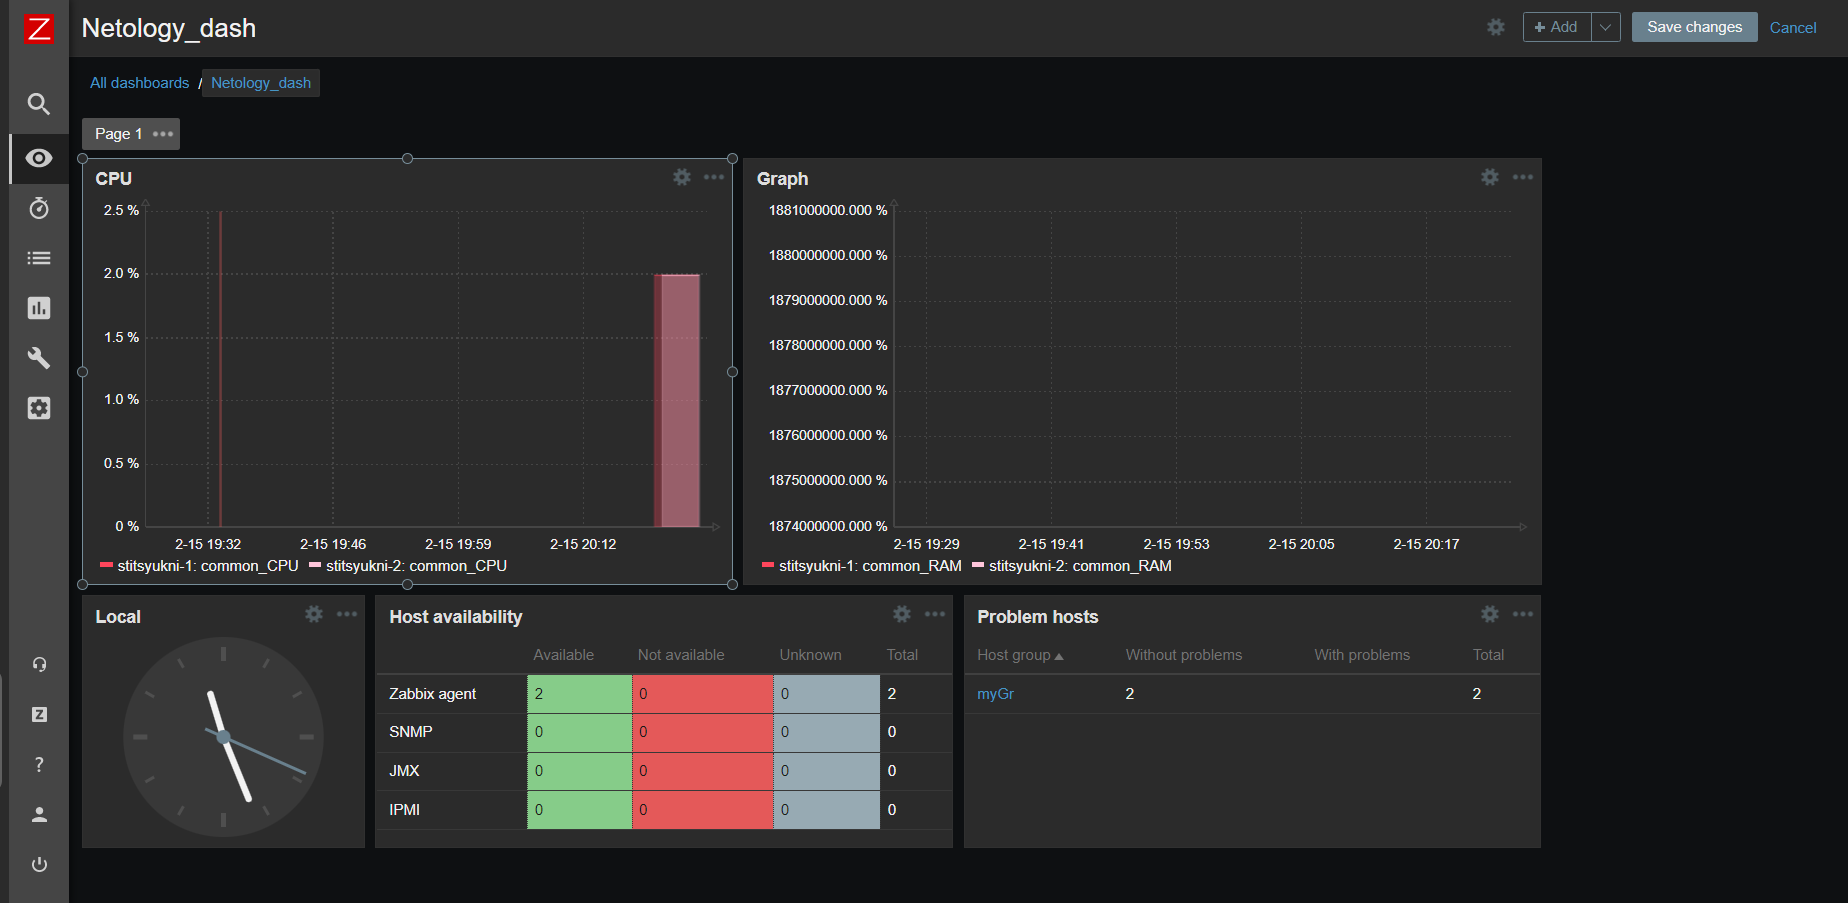 Z
Netology_dash
+ Add
Save changes
Cancel
All dashboards / Netology_dash
Page 1
CPU
2.5 %
2.0 %
1.5 %
1.0 %
0.5 %
0 %
2-15 19:32 2-15 19:46 2-15 19:59 2-15 20:12
stitsyukni-1: common_CPU stitsyukni-2: common_CPU
Graph
1881000000.000 %
1880000000.000 %
1879000000.000 %
1878000000.000 %
1877000000.000 %
1876000000.000 %
1875000000.000 %
1874000000.000 %
2-15 19:29 2-15 19:41 2-15 19:53 2-15 20:05 2-15 20:17
stitsyukni-1: common_RAM stitsyukni-2: common_RAM
Local
Host availability
Available Not available Unknown Total
Zabbix agent 2 0 0 2
SNMP 0 0 0 0
JMX 0 0 0 0
IPMI 0 0 0 0
Problem hosts
Host group Without problems With problems Total
myGr 2 2
Z
?